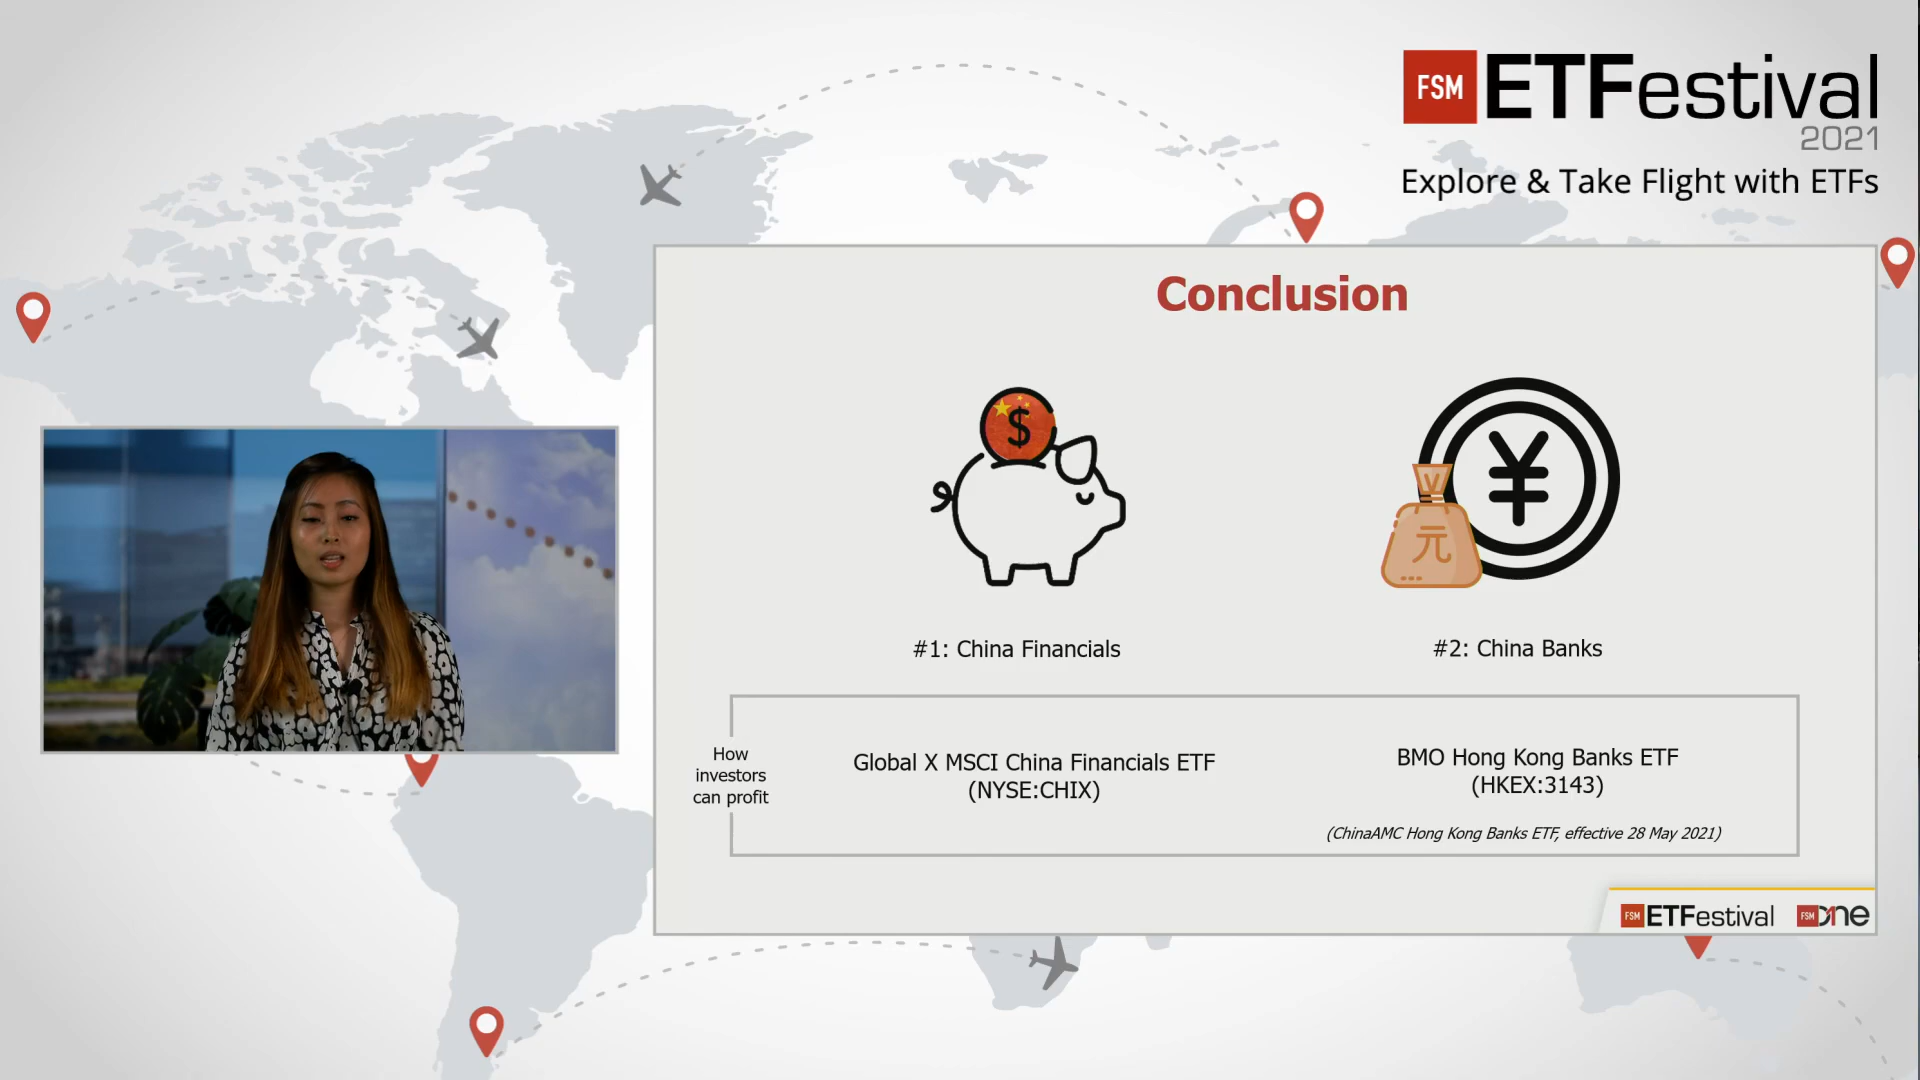 FSM ETFestival
2021
Explore & Take Flight with ETFs
Conclusion
$
¥
元
#1: China Financials
#2: China Banks
How
investors
can profit
Global X MSCI China Financials ETF
(NYSE:CHIX)
BMO Hong Kong Banks ETF
(HKEX:3143)
(ChinaAMC Hong Kong Banks ETF, effective 28 May 2021)
FSM ETFestival
FSM One